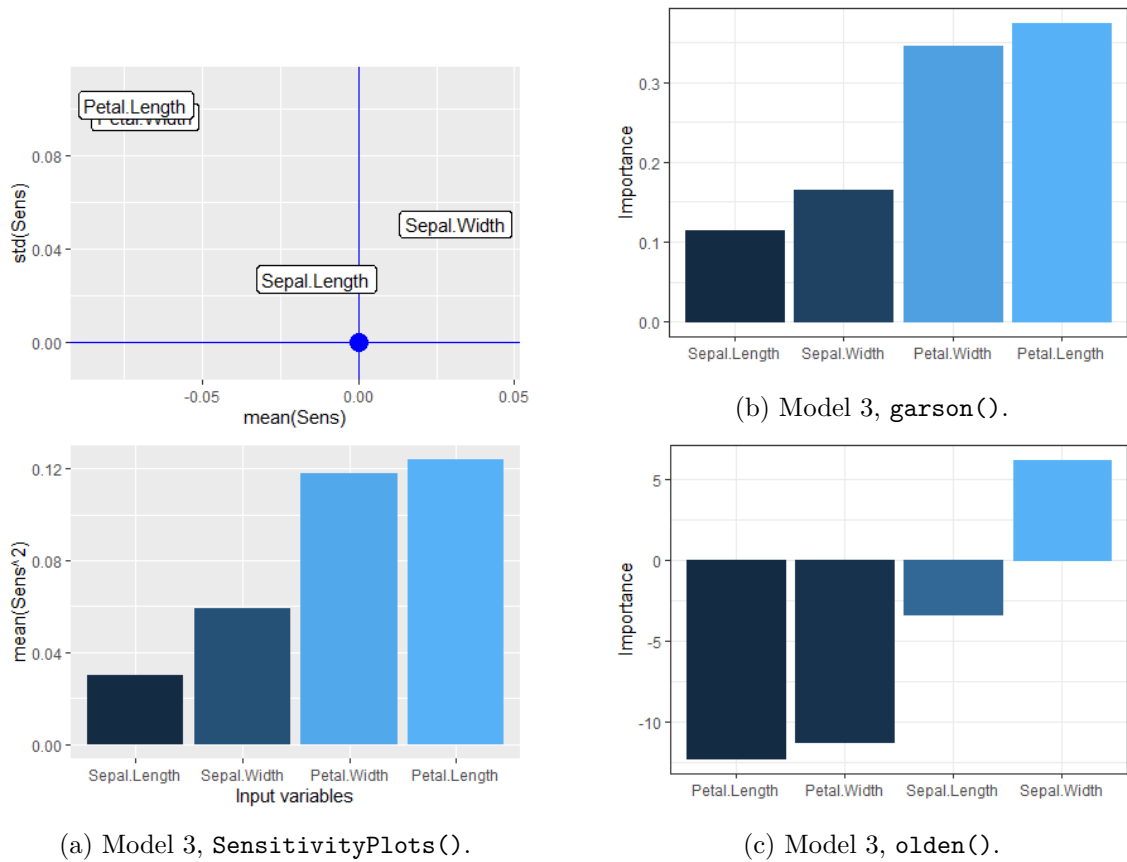 Petal.Length
Petal.Width
Sepal.Width
Sepal.Length
0.08
0.04
0.00
std(Sens)
-0.05 0.00 0.05
mean(Sens)
0.12
0.08
0.04
0.00
mean(Sens^2)
Sepal.Length Sepal.Width Petal.Width Petal.Length
Input variables
(a) Model 3, SensitivityPlots().
0.3
0.2
0.1
0.0
Importance
Sepal.Length Sepal.Width Petal.Width Petal.Length
(b) Model 3, garson().
5
0
-5
-10
Importance
Petal.Length Petal.Width Sepal.Length Sepal.Width
(c) Model 3, olden().